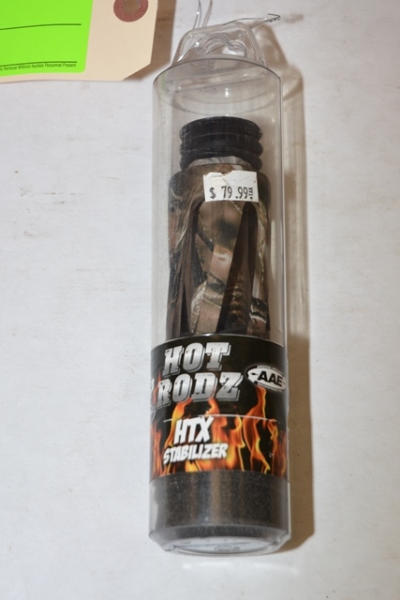 $ 79.99
HOT
RODZ
AAE
HTX
STABILIZER